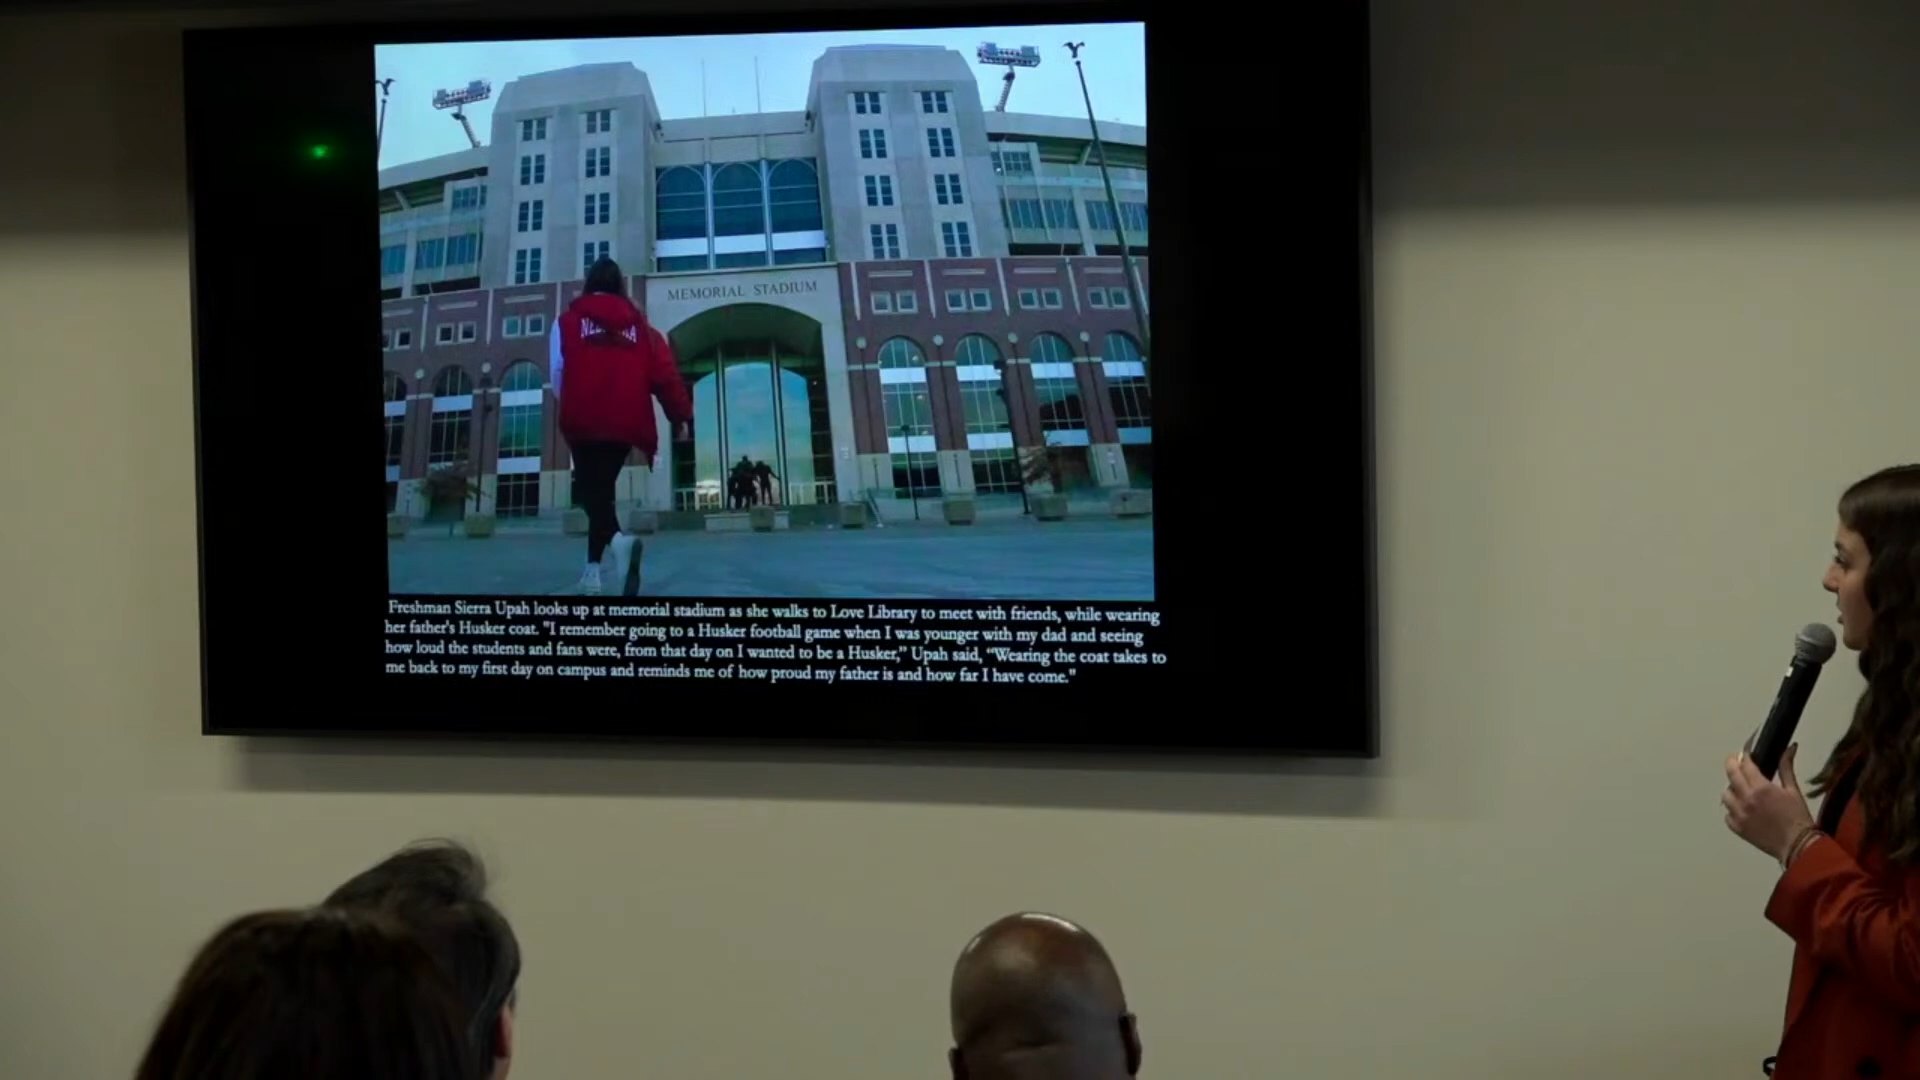 MEMORIAL STADIUM
Freshman Sierra Upah looks up at memorial stadium as she walks to Love Library to meet with friends, while wearing
her father's Husker coat. "I remember going to a Husker football game when I was younger with my dad and seeing
how loud the students and fans were, from that day on I wanted to be a Husker,” Upah said, “Wearing the coat takes to
me back to my first day on campus and reminds me of how proud my father is and how far I have come."